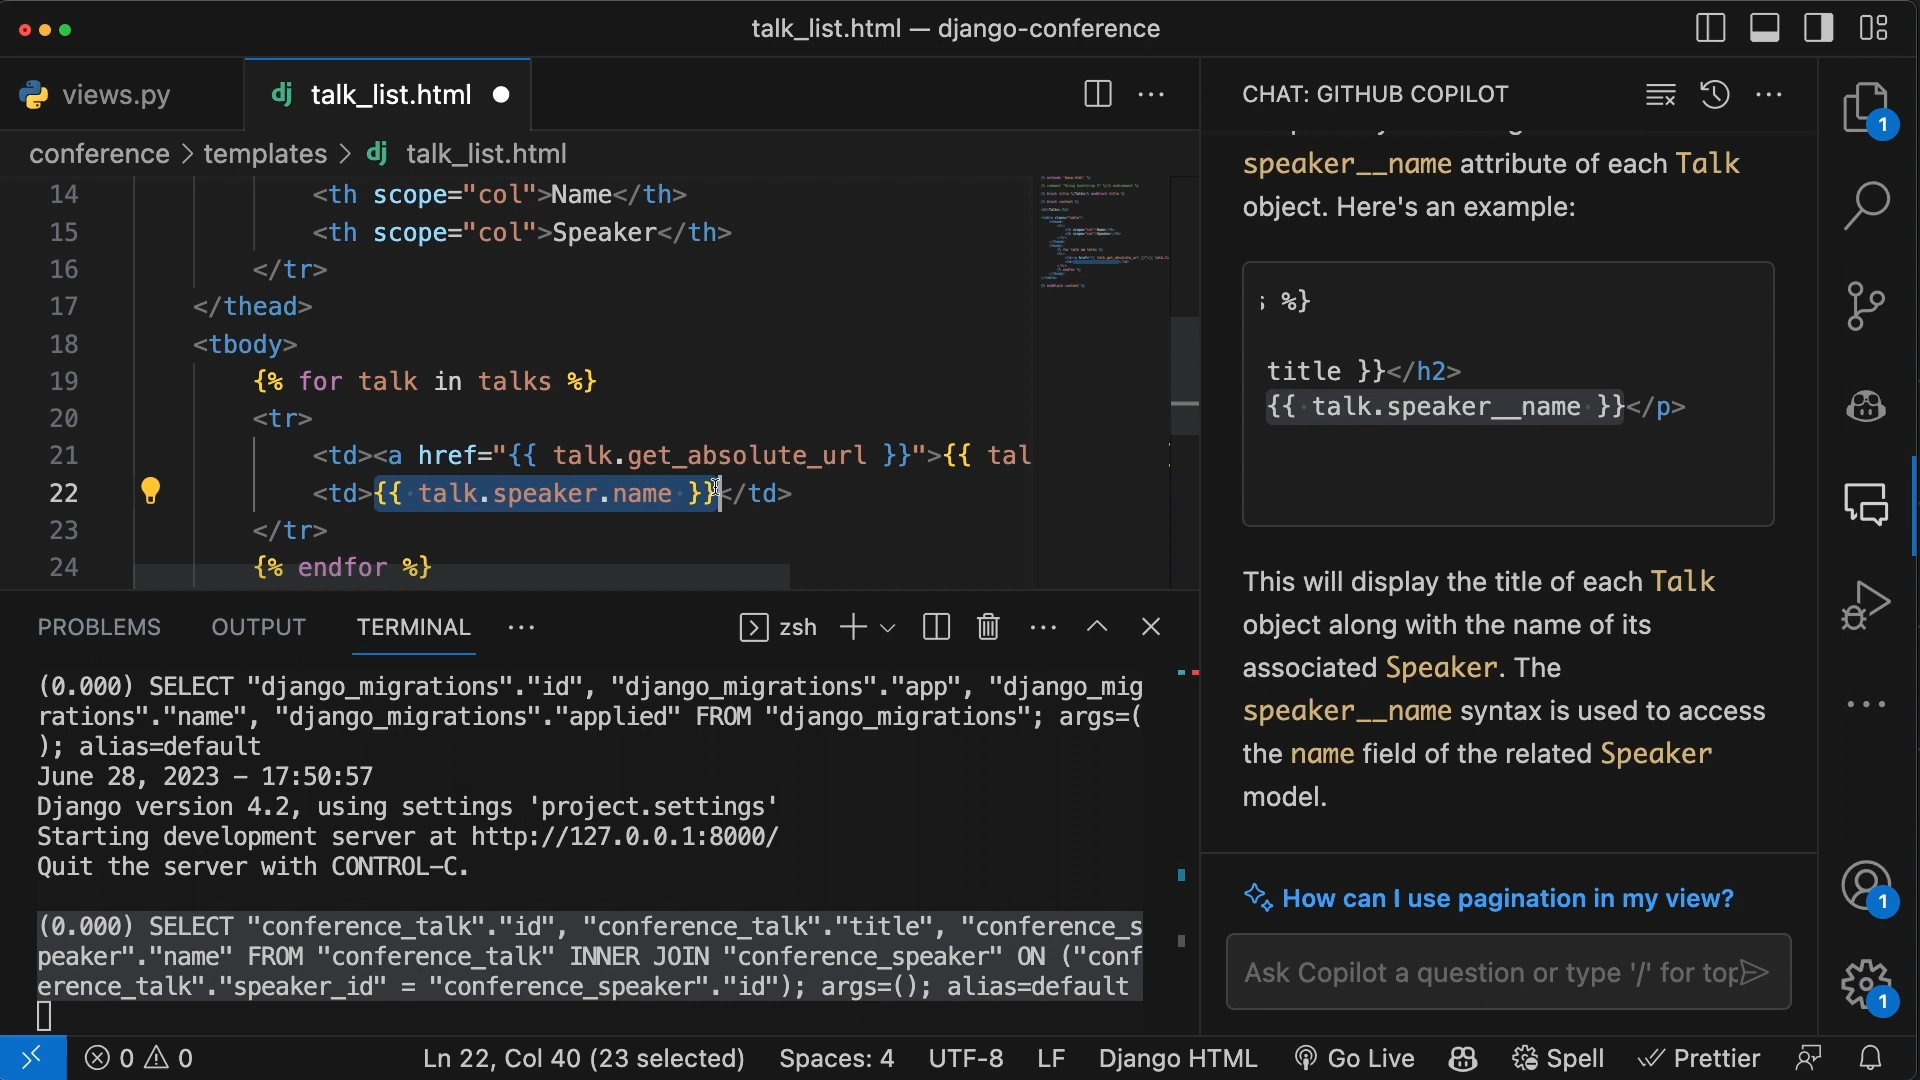 talk_list.html — django-conference
views.py
dj talk_list.html
CHAT: GITHUB COPILOT
1
conference > templates > dj talk_list.html
14 <th scope="col">Name</th>
15 <th scope="col">Speaker</th>
16 </tr>
17 </thead>
18 <tbody>
19 {% for talk in talks %}
20 <tr>
21 <td><a href="{{ talk.get_absolute_url }}">{{ tal
22 <td>{{ talk.speaker.name }}</td>
23 </tr>
24 {% endfor %}
speaker__name attribute of each Talk
object. Here's an example:
%}
title }}</h2>
{{ talk.speaker__name }}</p>
This will display the title of each Talk
object along with the name of its
associated Speaker. The
speaker__name syntax is used to access
the name field of the related Speaker
model.
How can I use pagination in my view?
Ask Copilot a question or type '/' for top
1
1
PROBLEMS OUTPUT TERMINAL ... zsh
(0.000) SELECT "django_migrations"."id", "django_migrations"."app", "django_mig
rations"."name", "django_migrations"."applied" FROM "django_migrations"; args=(
); alias=default
June 28, 2023 - 17:50:57
Django version 4.2, using settings 'project.settings'
Starting development server at http://127.0.0.1:8000/
Quit the server with CONTROL-C.
(0.000) SELECT "conference_talk"."id", "conference_talk"."title", "conference_s
peaker"."name" FROM "conference_talk" INNER JOIN "conference_speaker" ON ("conf
erence_talk"."speaker_id" = "conference_speaker"."id"); args=(); alias=default
0 0 Ln 22, Col 40 (23 selected) Spaces: 4 UTF-8 LF Django HTML Go Live Spell Prettier